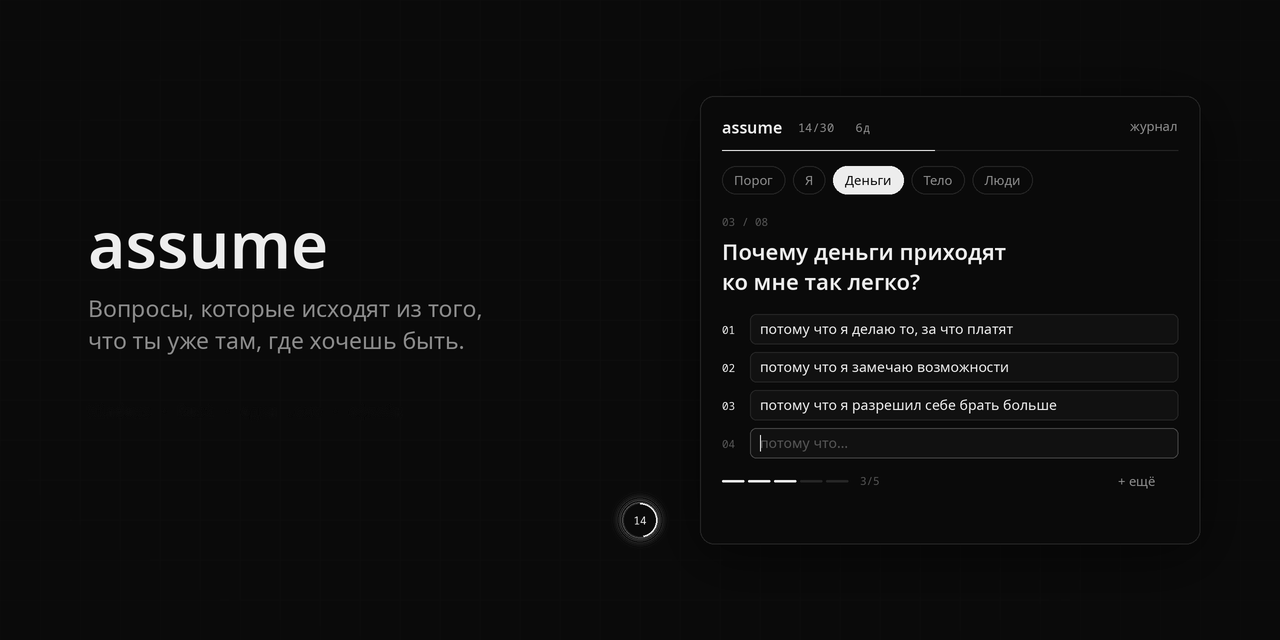 assume
Вопросы, которые исходят из того,
что ты уже там, где хочешь быть.
14
assume 14/30 6д журнал
Порог Я Деньги Тело Люди
03 / 08
Почему деньги приходят
ко мне так легко?
01 потому что я делаю то, за что платят
02 потому что я замечаю возможности
03 потому что я разрешил себе брать больше
04 потому что…
3/5 + ещё